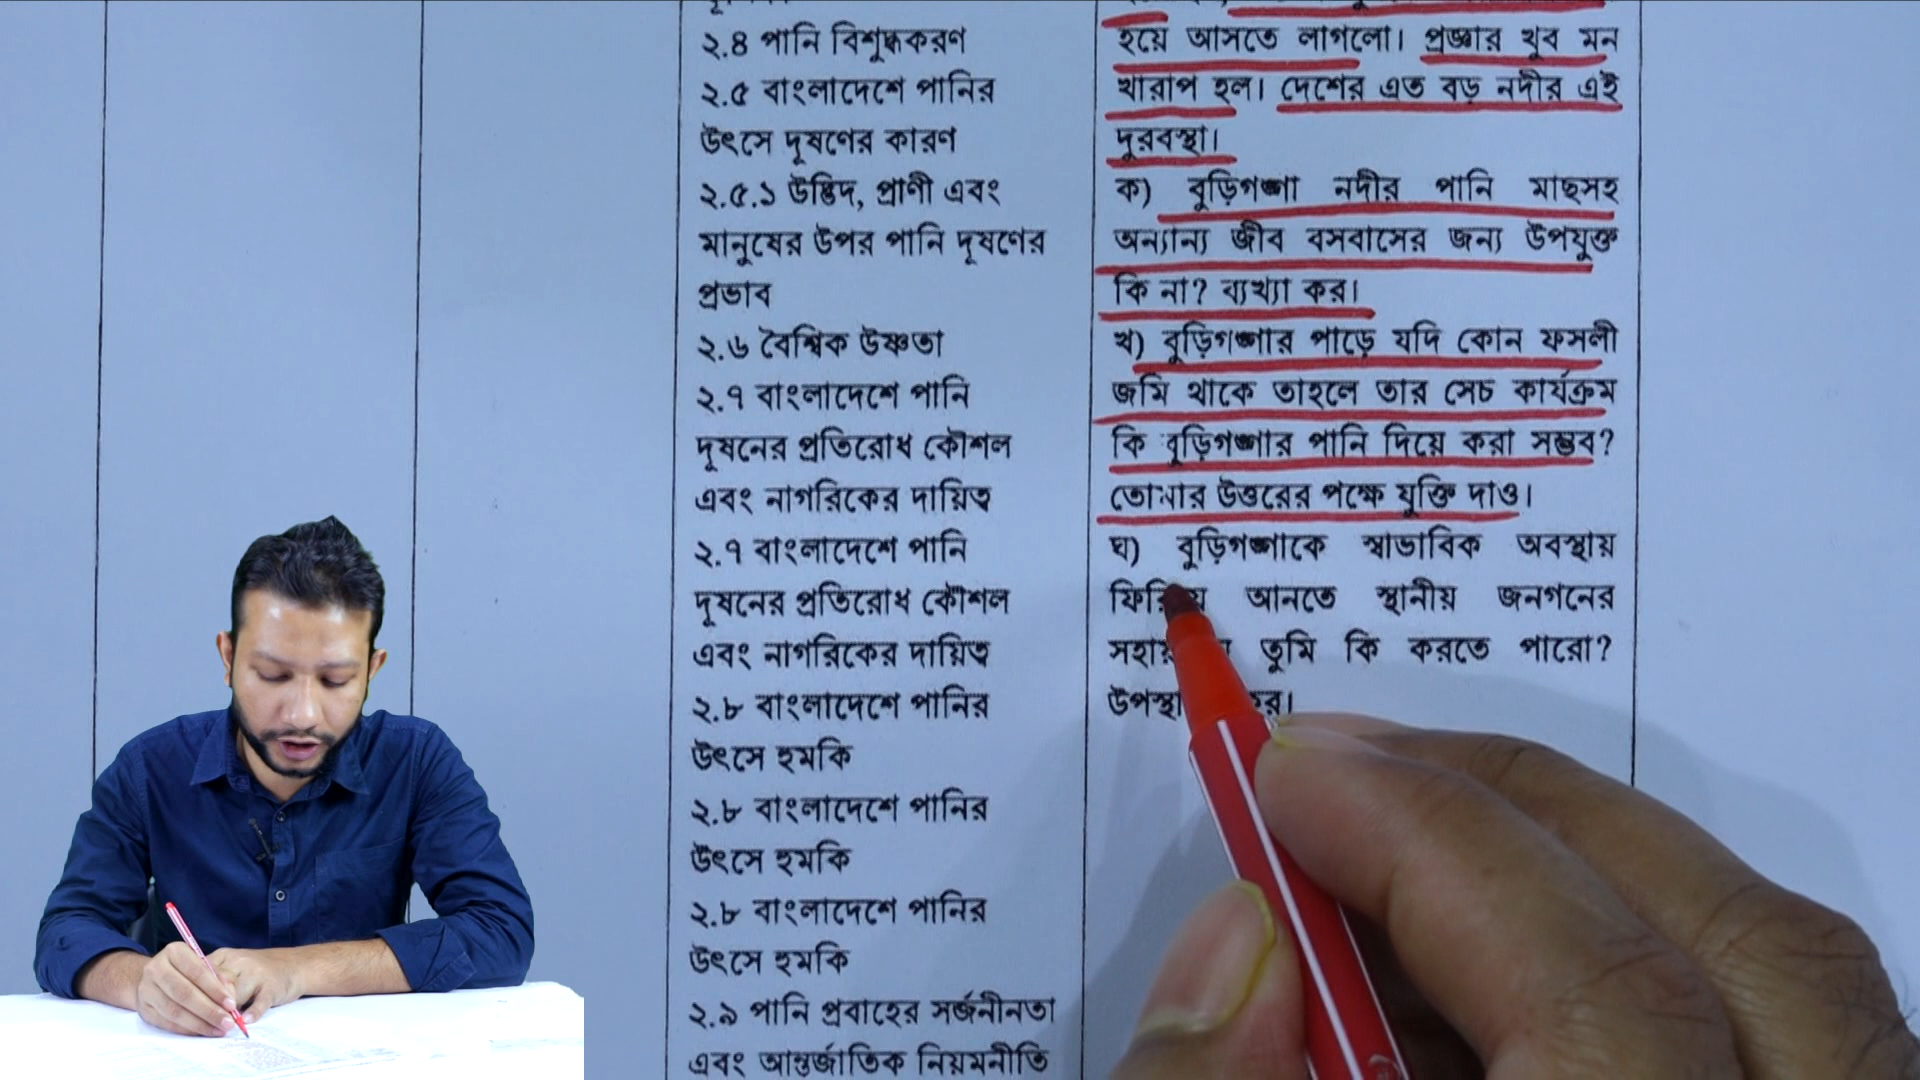 ২.৪ পানি বিশুদ্ধকরণ
২.৫ বাংলাদেশে পানির
উৎসে দূষণের কারণ
২.৫.১ উদ্ভিদ, প্রাণী এবং
মানুষের উপর পানি দূষণের
প্রভাব
২.৬ বৈশ্বিক উষ্ণতা
২.৭ বাংলাদেশে পানি
দূষনের প্রতিরোধ কৌশল
এবং নাগরিকের দায়িত্ব
২.৭ বাংলাদেশে পানি
দূষনের প্রতিরোধ কৌশল
এবং নাগরিকের দায়িত্ব
২.৮ বাংলাদেশে পানির
উৎসে হুমকি
২.৮ বাংলাদেশে পানির
উৎসে হুমকি
২.৮ বাংলাদেশে পানির
উৎসে হুমকি
২.৯ পানি প্রবাহের সর্জনীনতা
এবং আন্তর্জাতিক নিয়মনীতি
হয়ে আসতে লাগলো। প্রজ্ঞার খুব মন
খারাপ হল। দেশের এত বড় নদীর এই
দুরবস্থা।
ক) বুড়িগঙ্গা নদীর পানি মাছসহ
অন্যান্য জীব বসবাসের জন্য উপযুক্ত
কি না? ব্যখ্যা কর।
খ) বুড়িগঙ্গার পাড়ে যদি কোন ফসলী
জমি থাকে তাহলে তার সেচ কার্যক্রম
কি বুড়িগঙ্গার পানি দিয়ে করা সম্ভব?
তোমার উত্তরের পক্ষে যুক্তি দাও।
ঘ) বুড়িগঙ্গাকে স্বাভাবিক অবস্থায়
আনতে স্থানীয় জনগনের
তুমি কি করতে পারো?